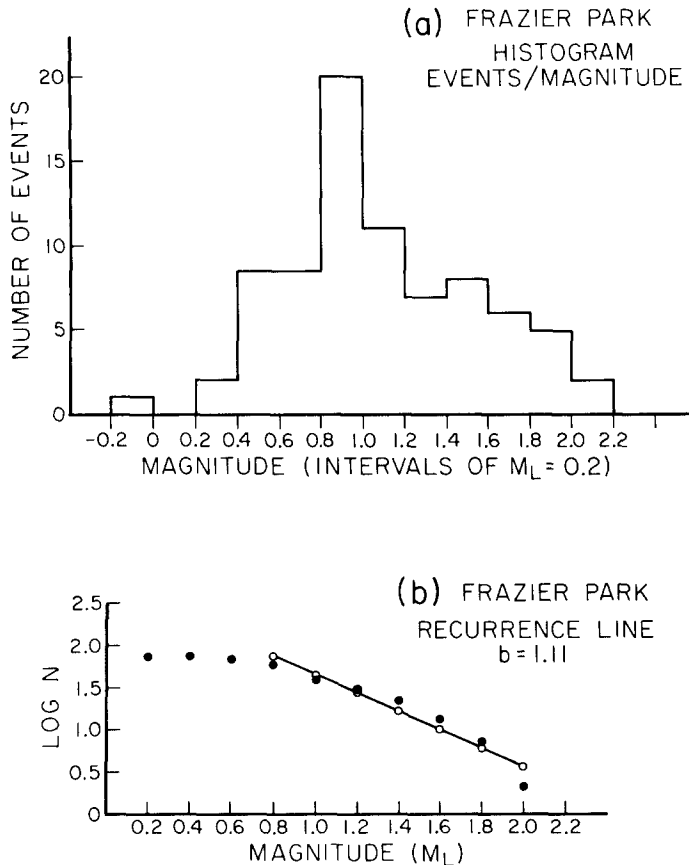 (a) FRAZIER PARK
HISTOGRAM
EVENTS/MAGNITUDE
NUMBER OF EVENTS
20
15
10
5
0
-0.2 0 0.2 0.4 0.6 0.8 1.0 1.2 1.4 1.6 1.8 2.0 2.2
MAGNITUDE (INTERVALS OF M_L = 0.2)
(b) FRAZIER PARK
RECURRENCE LINE
b = 1.11
LOG N
2.5
2.0
1.5
1.0
0.5
0
0.2 0.4 0.6 0.8 1.0 1.2 1.4 1.6 1.8 2.0 2.2
MAGNITUDE (M_L)